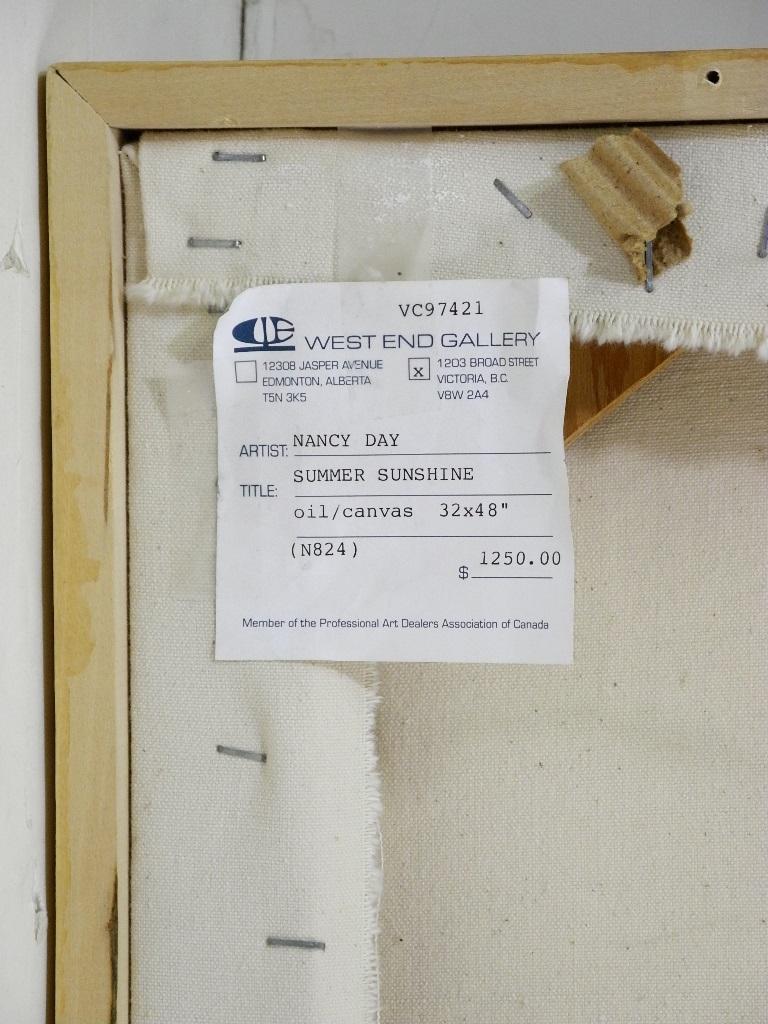 VC97421
WEST END GALLERY
12308 JASPER AVENUE
EDMONTON, ALBERTA
T5N 3K5
x 1203 BROAD STREET
VICTORIA, B.C.
V8W 2A4
ARTIST: NANCY DAY
TITLE: SUMMER SUNSHINE
oil/canvas 32x48"
(N824)
$ 1250.00
Member of the Professional Art Dealers Association of Canada